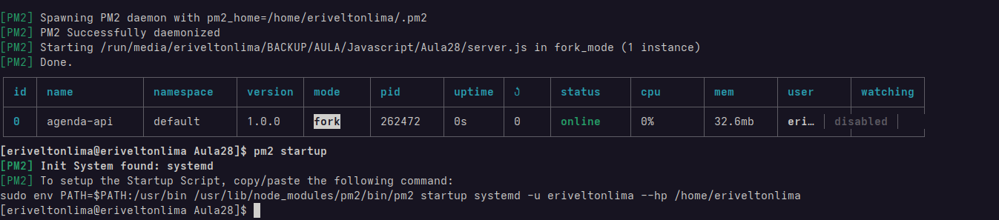 [PM2] Spawning PM2 daemon with pm2_home=/home/eriveltonlima/.pm2
[PM2] PM2 Successfully daemonized
[PM2] Starting /run/media/eriveltonlima/BACKUP/AULA/Javascript/Aula28/server.js in fork_mode (1 instance)
[PM2] Done.
id name namespace version mode pid uptime ↺ status cpu mem user watching
0 agenda-api default 1.0.0 fork 262472 0s 0 online 0% 32.6mb eri… disabled
[eriveltonlima@eriveltonlima Aula28]$ pm2 startup
[PM2] Init System found: systemd
[PM2] To setup the Startup Script, copy/paste the following command:
sudo env PATH=$PATH:/usr/bin /usr/lib/node_modules/pm2/bin/pm2 startup systemd -u eriveltonlima --hp /home/eriveltonlima
[eriveltonlima@eriveltonlima Aula28]$